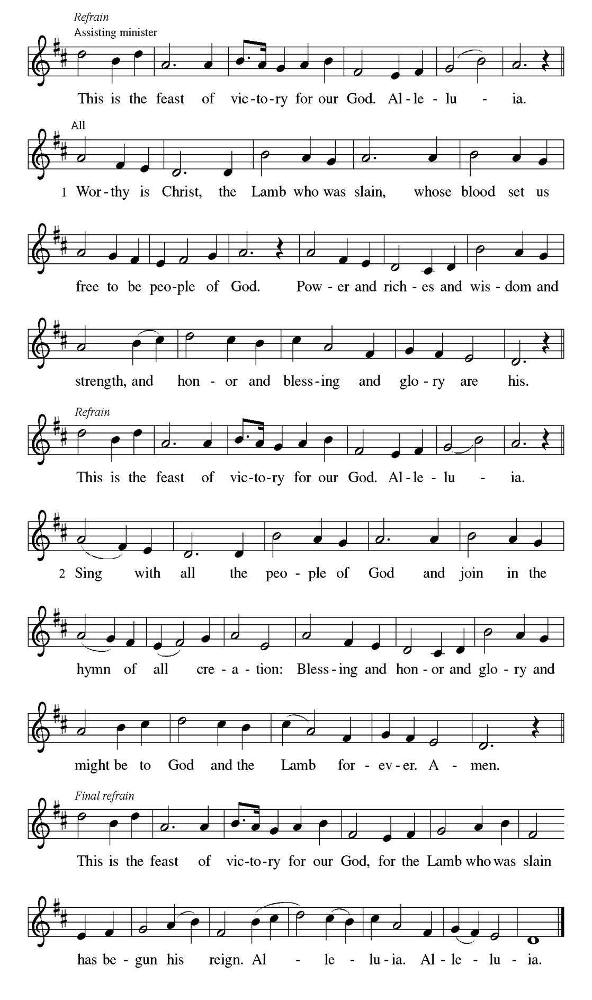 Refrain
Assisting minister
This is the feast of vic - to - ry for our God. Al - le - lu - ia.
All
1 Wor - thy is Christ, the Lamb who was slain, whose blood set us
free to be peo - ple of God. Pow - er and rich - es and wis - dom and
strength, and hon - or and bless - ing and glo - ry are his.
Refrain
This is the feast of vic - to - ry for our God. Al - le - lu - ia.
2 Sing with all the peo - ple of God and join in the
hymn of all cre - a - tion: Bless - ing and hon - or and glo - ry and
might be to God and the Lamb for - ev - er. A - men.
Final refrain
This is the feast of vic - to - ry for our God, for the Lamb who was slain
has be - gun his reign. Al - le - lu - ia. Al - le - lu - ia.